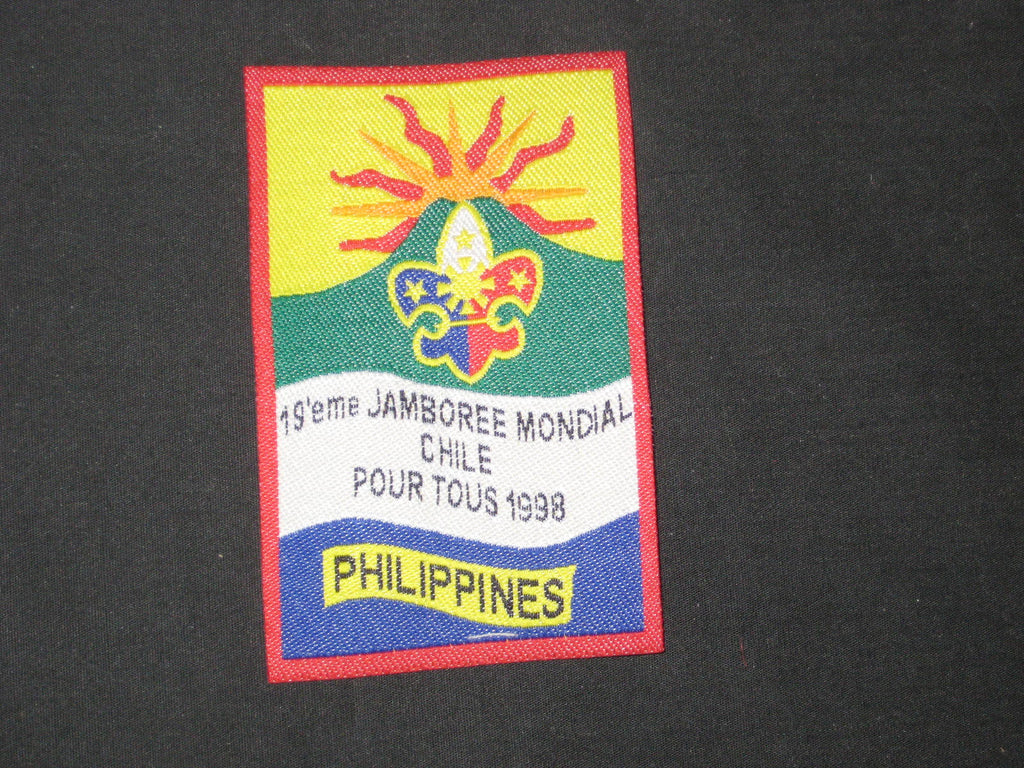 19'eme JAMBOREE MONDIAL
CHILE
POUR TOUS 1998
PHILIPPINES